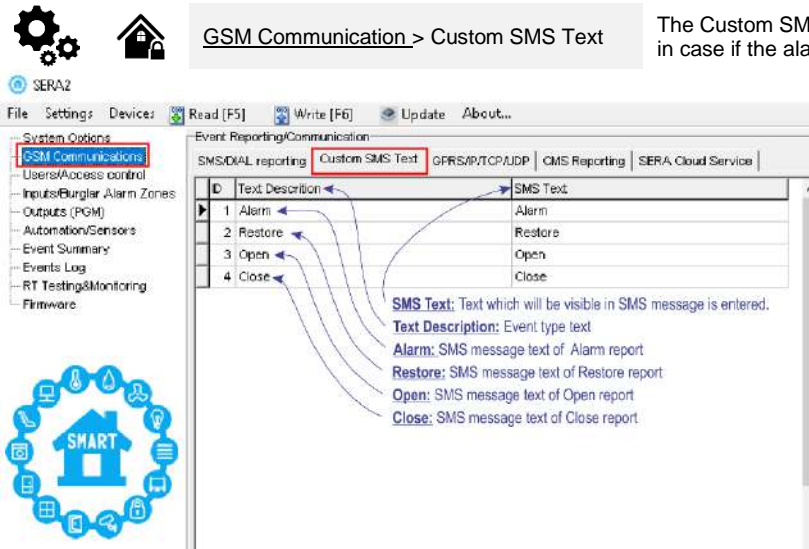 GSM Communication > Custom SMS Text
The Custom SM
in case if the ala
SERA2
File Settings Devices Read [F5] Write [F6] Update About...
System Options
GSM Communications
Users/Access control
Inputs/Burglar Alarm Zones
Outputs (PGM)
Automation/Sensors
Event Summary
Events Log
RT Testing&Monitoring
Firmware
Event Reporting/Communication
SMS/DIAL reporting Custom SMS Text GPRS/IP/TCP/UDP CMS Reporting SERA Cloud Service
ID Text Descrition SMS Text
1 Alarm Alarm
2 Restore Restore
3 Open Open
4 Close Close
SMS Text: Text which will be visible in SMS message is entered.
Text Description: Event type text
Alarm: SMS message text of Alarm report
Restore: SMS message text of Restore report
Open: SMS message text of Open report
Close: SMS message text of Close report
SMART